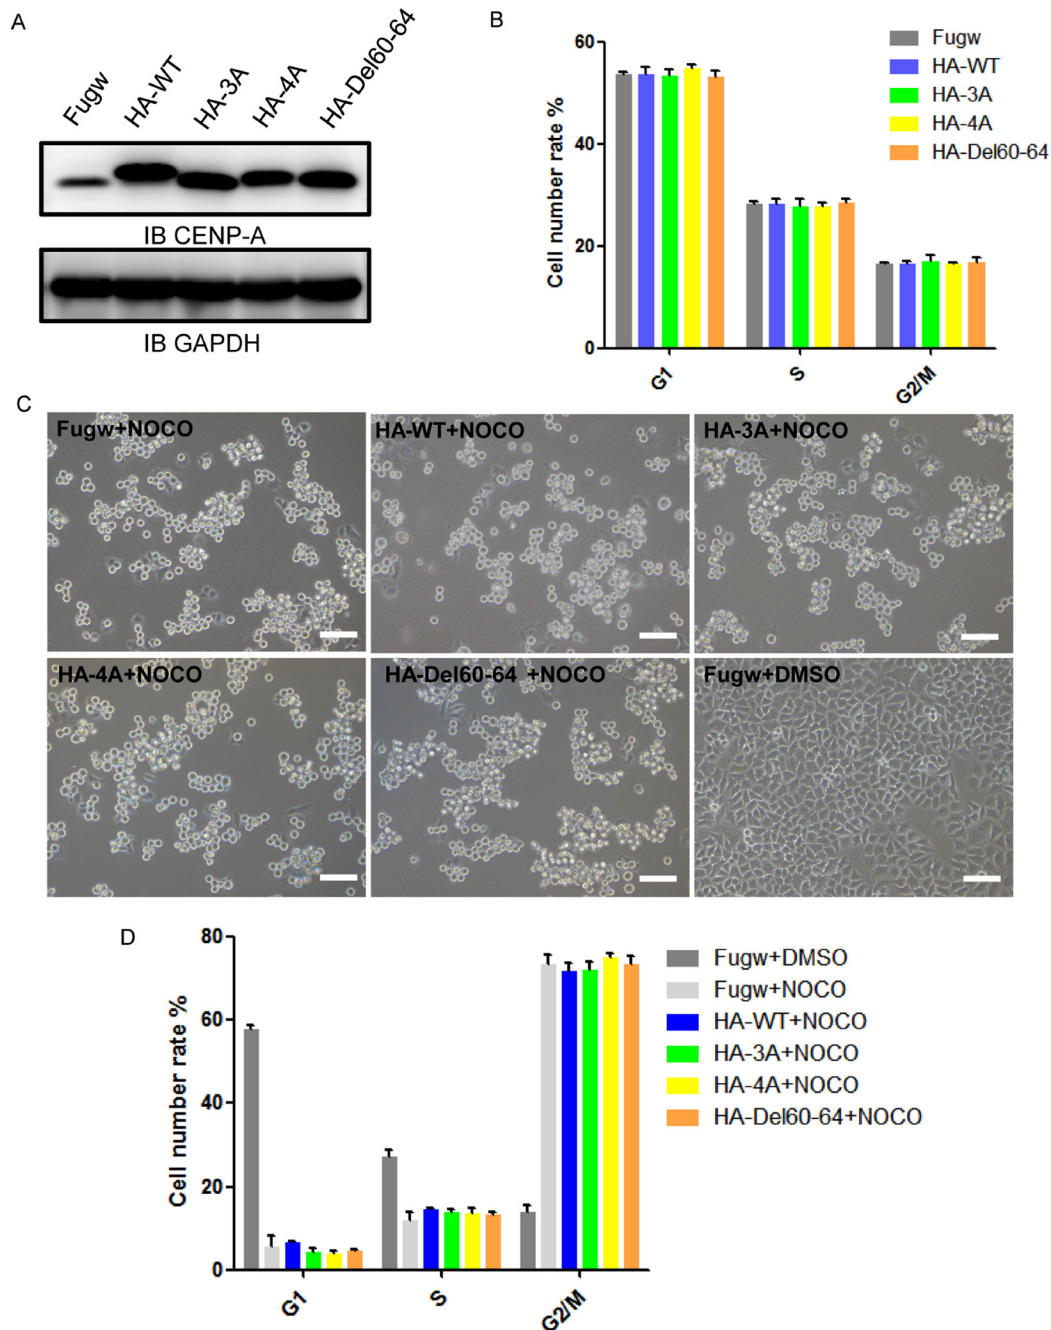 A
Fugw
HA-WT
HA-3A
HA-4A
HA-Del60-64
IB CENP-A
IB GAPDH
B
Cell number rate %
60
40
20
0
G1
S
G2/M
Fugw
HA-WT
HA-3A
HA-4A
HA-Del60-64
C
Fugw+NOCO
HA-WT+NOCO
HA-3A+NOCO
HA-4A+NOCO
HA-Del60-64 +NOCO
Fugw+DMSO
D
Cell number rate %
80
60
40
20
0
G1
S
G2/M
Fugw+DMSO
Fugw+NOCO
HA-WT+NOCO
HA-3A+NOCO
HA-4A+NOCO
HA-Del60-64+NOCO